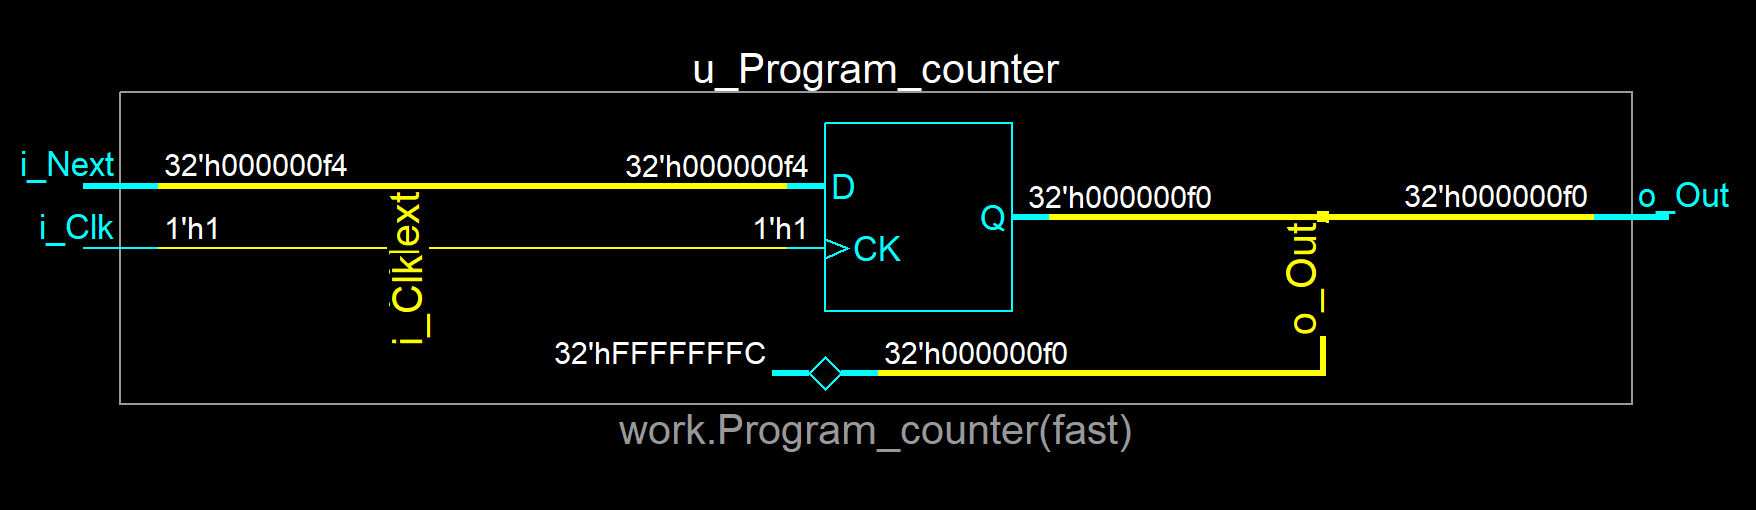 u_Program_counter
i_Next
32'h000000f4
32'h000000f4
D
i_Clk
1'h1
1'h1
CK
i_Clklext
Q
32'h000000f0
32'h000000f0
o_Out
o_Out
32'hFFFFFFFC
32'h000000f0
work.Program_counter(fast)